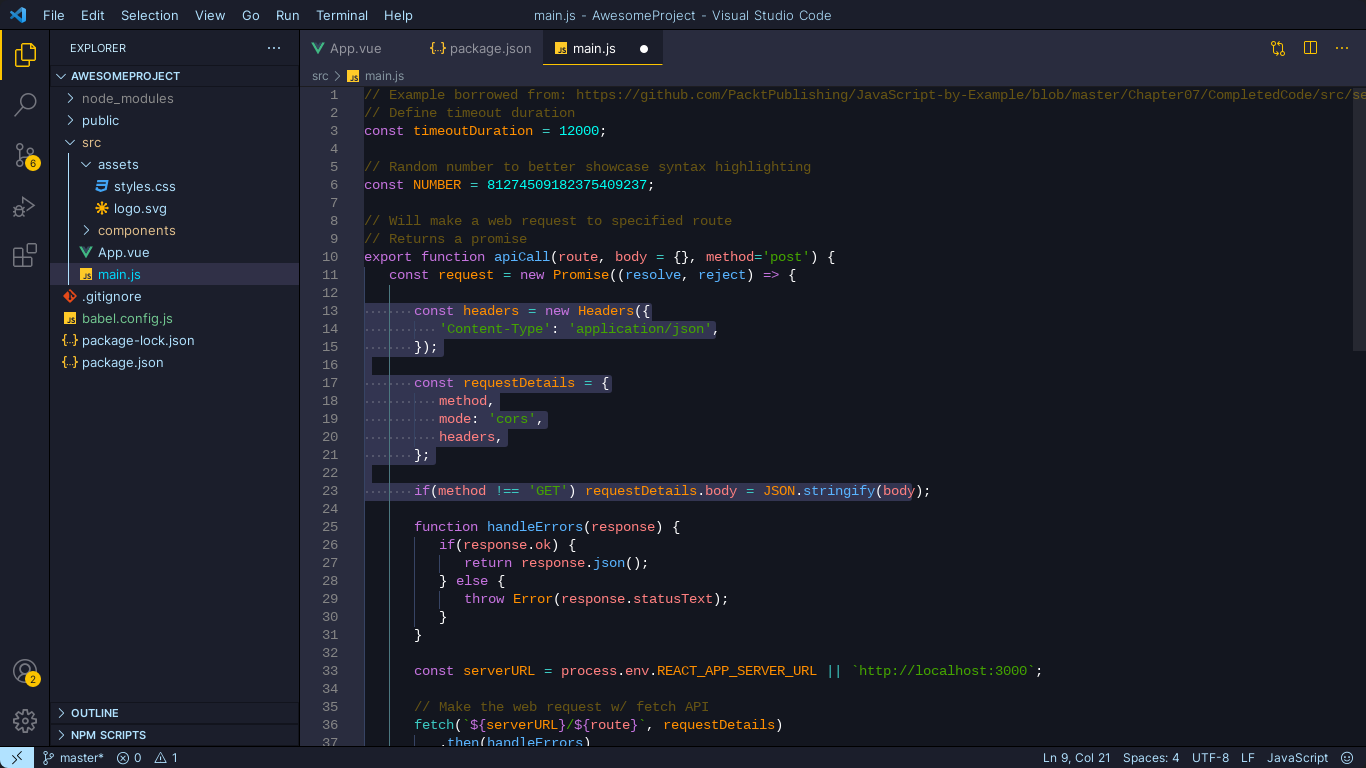 File Edit Selection View Go Run Terminal Help main.js - AwesomeProject - Visual Studio Code
EXPLORER
AWESOMEPROJECT
node_modules
public
src
assets
styles.css
logo.svg
components
App.vue
main.js
.gitignore
babel.config.js
package-lock.json
package.json
OUTLINE
NPM SCRIPTS
6
2
App.vue {..} package.json JS main.js
src > JS main.js
1 // Example borrowed from: https://github.com/PacktPublishing/JavaScript-by-Example/blob/master/Chapter07/CompletedCode/src/se
2 // Define timeout duration
3 const timeoutDuration = 12000;
4
5 // Random number to better showcase syntax highlighting
6 const NUMBER = 81274509182375409237;
7
8 // Will make a web request to specified route
9 // Returns a promise
10 export function apiCall(route, body = {}, method='post') {
11 const request = new Promise((resolve, reject) => {
12
13 const headers = new Headers({
14 'Content-Type': 'application/json',
15 });
16
17 const requestDetails = {
18 method,
19 mode: 'cors',
20 headers,
21 };
22
23 if(method !== 'GET') requestDetails.body = JSON.stringify(body);
24
25 function handleErrors(response) {
26 if(response.ok) {
27 return response.json();
28 } else {
29 throw Error(response.statusText);
30 }
31 }
32
33 const serverURL = process.env.REACT_APP_SERVER_URL || `http://localhost:3000`;
34
35 // Make the web request w/ fetch API
36 fetch(`${serverURL}/${route}`, requestDetails)
37 .then(handleErrors)
master* 0 1 Ln 9, Col 21 Spaces: 4 UTF-8 LF JavaScript